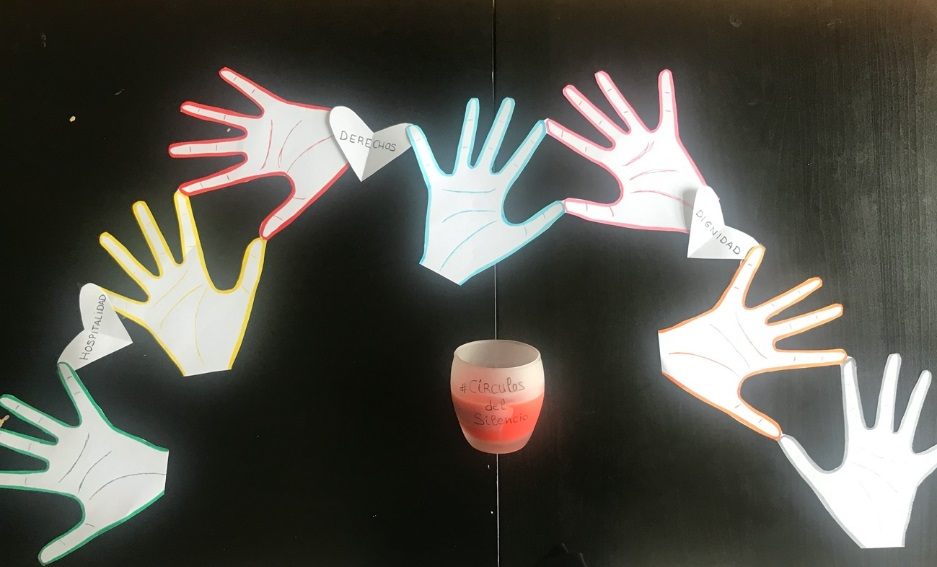 HOSPITALIDAD
DERECHOS
DIGNIDAD
#CÍRCULOS
del
Silencio